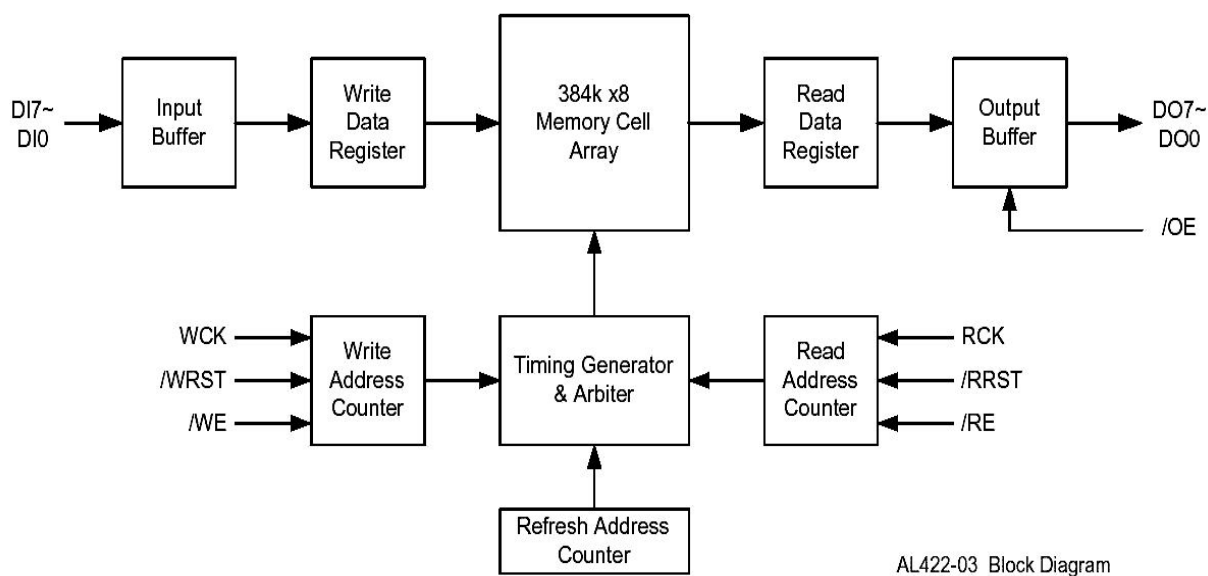 DI7~
DI0
Input
Buffer
Write
Data
Register
384k x8
Memory Cell
Array
Read
Data
Register
Output
Buffer
DO7~
DO0
/OE
WCK
/WRST
/WE
Write
Address
Counter
Timing Generator
& Arbiter
Read
Address
Counter
RCK
/RRST
/RE
Refresh Address
Counter
AL422-03 Block Diagram